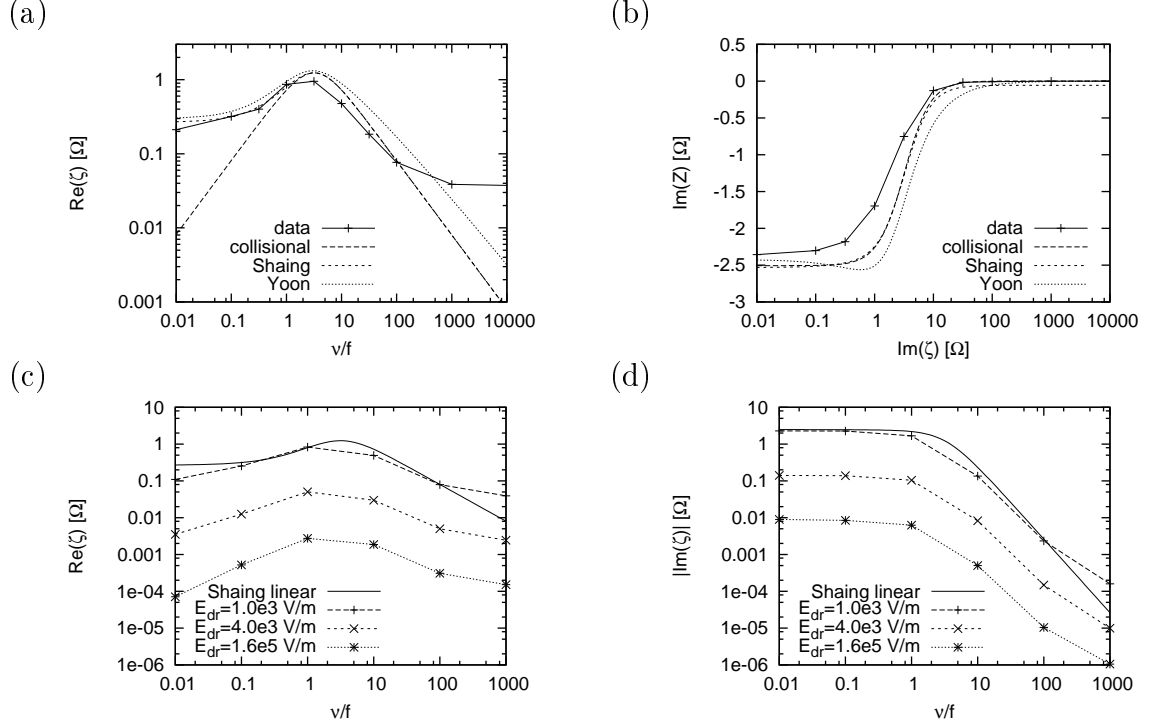 (a)
Re(ζ) [Ω]
1
0.1
0.01
0.001
0.01 0.1 1 10 100 1000 10000
ν/f
data
collisional
Shaing
Yoon
(b)
Im(Z) [Ω]
0.5
0
-0.5
-1
-1.5
-2
-2.5
-3
0.01 0.1 1 10 100 1000 10000
Im(ζ) [Ω]
data
collisional
Shaing
Yoon
(c)
Re(ζ) [Ω]
10
1
0.1
0.01
0.001
1e-04
1e-05
1e-06
0.01 0.1 1 10 100 1000
ν/f
Shaing linear
E_dr=1.0e3 V/m
E_dr=4.0e3 V/m
E_dr=1.6e5 V/m
(d)
|Im(ζ)| [Ω]
10
1
0.1
0.01
0.001
1e-04
1e-05
1e-06
0.01 0.1 1 10 100 1000
ν/f
Shaing linear
E_dr=1.0e3 V/m
E_dr=4.0e3 V/m
E_dr=1.6e5 V/m